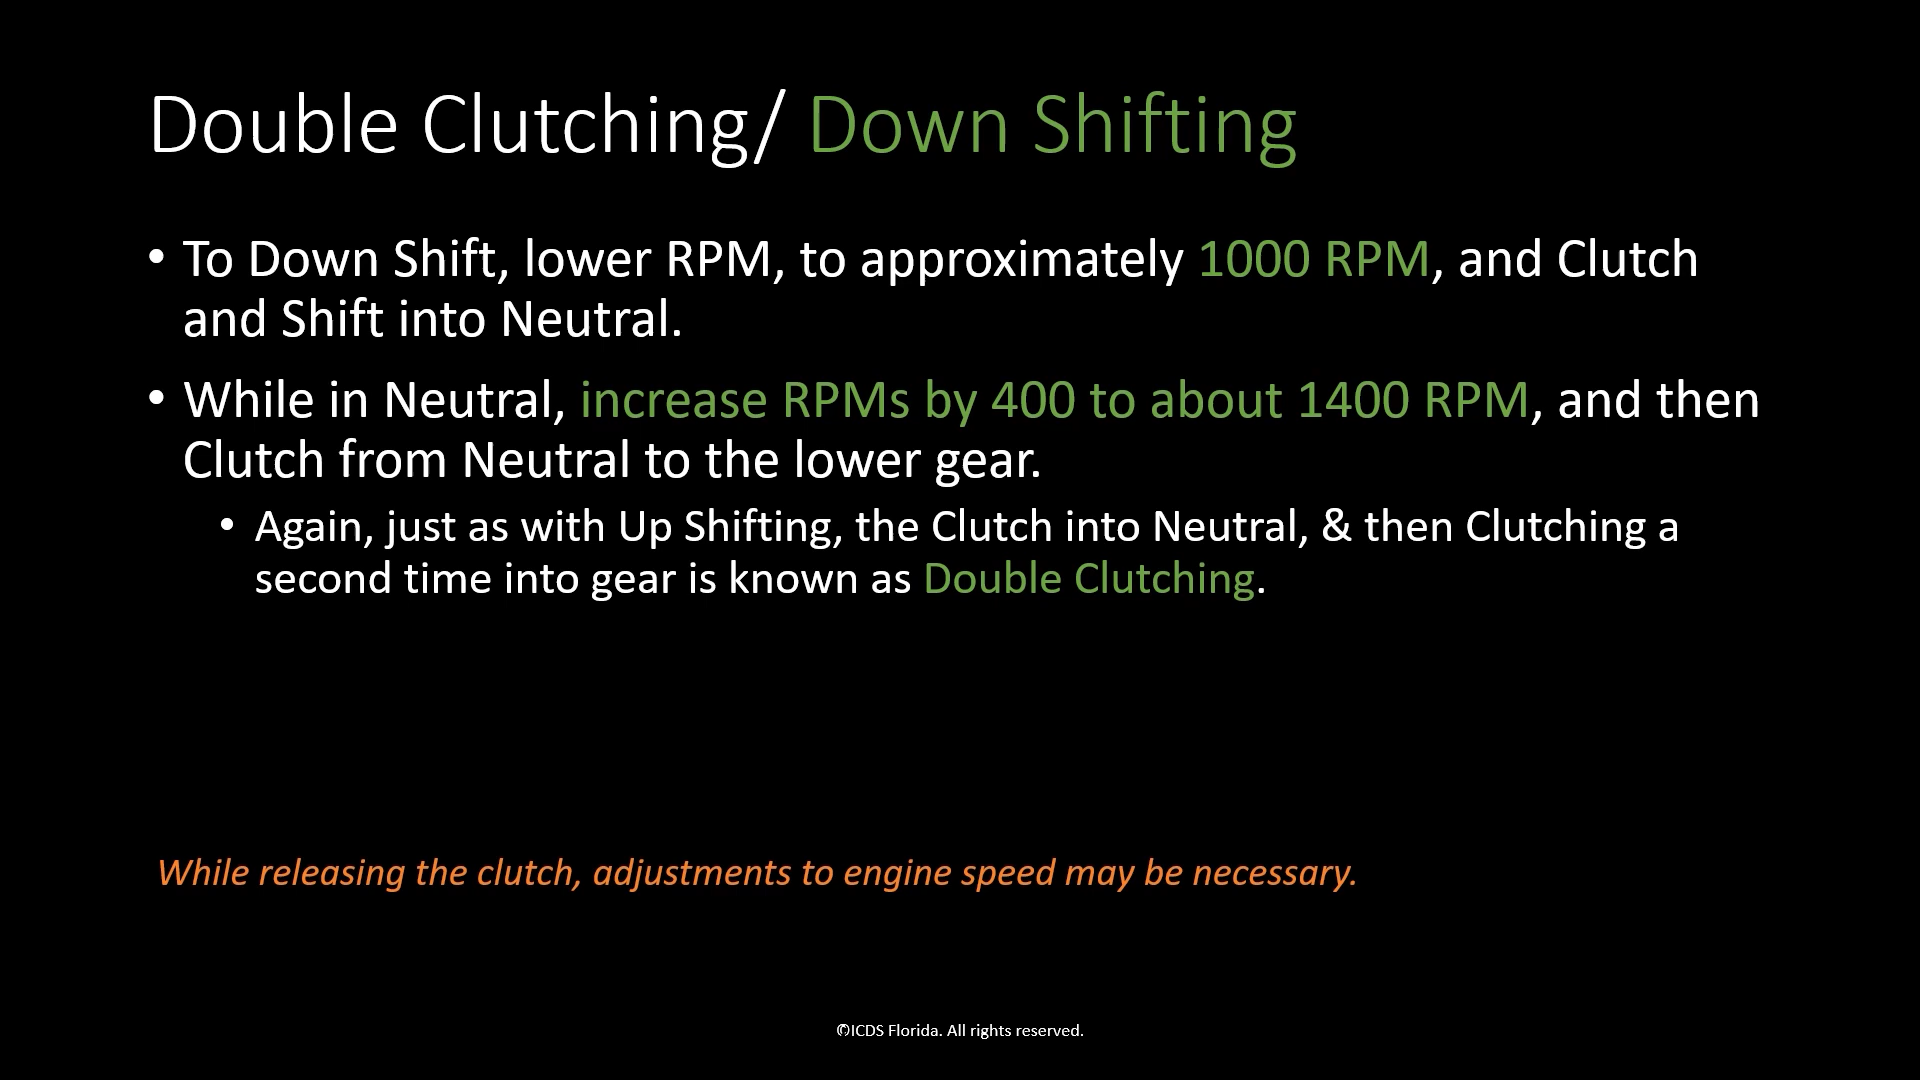 Double Clutching/ Down Shifting
• To Down Shift, lower RPM, to approximately 1000 RPM, and Clutch
and Shift into Neutral.
• While in Neutral, increase RPMs by 400 to about 1400 RPM, and then
Clutch from Neutral to the lower gear.
• Again, just as with Up Shifting, the Clutch into Neutral, & then Clutching a
second time into gear is known as Double Clutching.
While releasing the clutch, adjustments to engine speed may be necessary.
©ICDS Florida. All rights reserved.